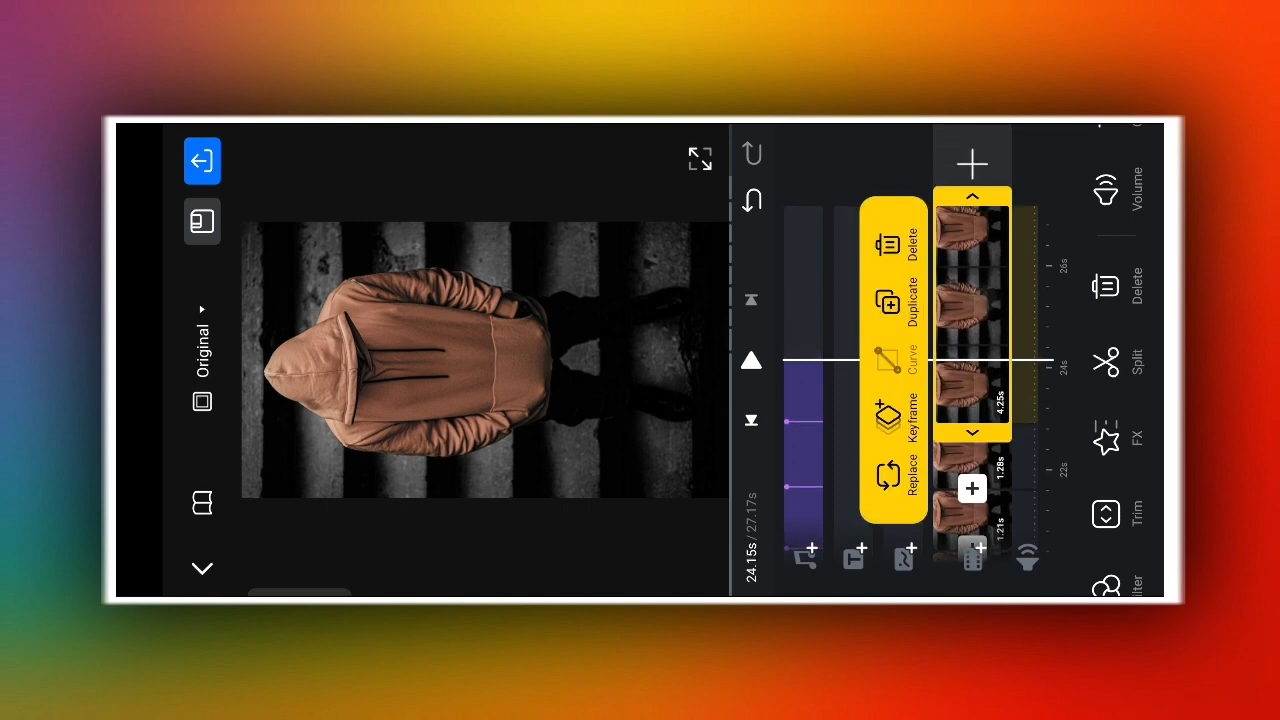 Original
24.15s / 27.17s
Replace
Keyframe
Curve
Duplicate
Delete
1.21s
1.28s
4.25s
22s
24s
26s
Trim
FX
Split
Delete
Volume